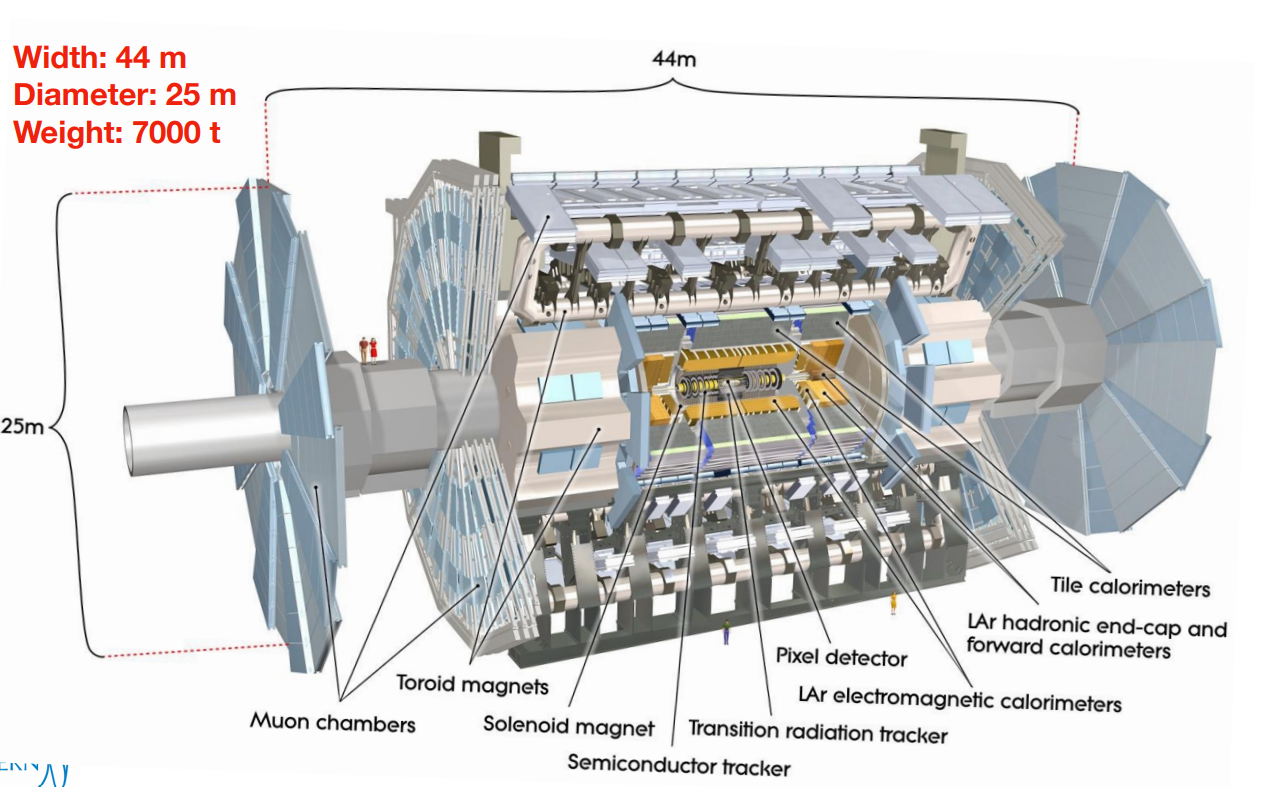 Width: 44 m
Diameter: 25 m
Weight: 7000 t
44m
25m
Tile calorimeters
LAr hadronic end-cap and
forward calorimeters
Pixel detector
LAr electromagnetic calorimeters
Toroid magnets
Muon chambers
Solenoid magnet
Transition radiation tracker
Semiconductor tracker